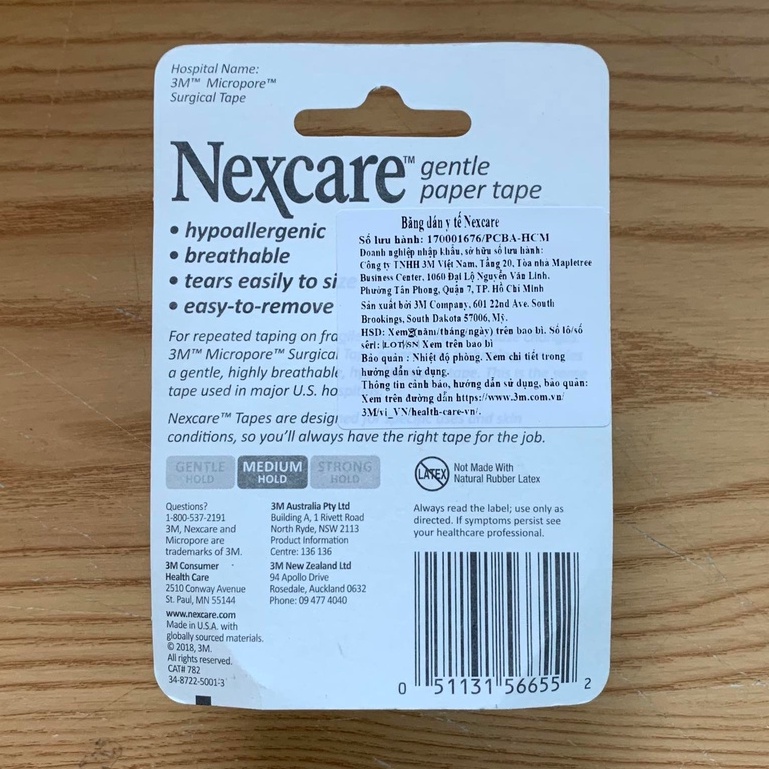 Hospital Name:
3M™ Micropore™
Surgical Tape
Nexcare™ gentle
paper tape
• hypoallergenic
• breathable
• tears easily to size
• easy-to-remove
For repeated taping on
3M™ Micropore™ Surgical
a gentle, highly breathable,
tape used in major U.S.
Nexcare™ Tapes are designed for specific uses and skin
conditions, so you'll always have the right tape for the job.
Băng dán y tế Nexcare
Số lưu hành: 170001676/PCBA-HCM
Doanh nghiệp nhập khẩu, sở hữu số lưu hành:
Công ty TNHH 3M Việt Nam, Tầng 20, Tòa nhà Mapletree
Business Center, 1060 Đại Lộ Nguyễn Văn Linh,
Phường Tân Phong, Quận 7, TP. Hồ Chí Minh
Sản xuất bởi 3M Company, 601 22nd Ave. South
Brookings, South Dakota 57006, Mỹ.
HSD: Xem (năm/tháng/ngày) trên bao bì. Số lô/số
sêri: LOT/SN Xem trên bao bì
Bảo quản : Nhiệt độ phòng. Xem chi tiết trong
hướng dẫn sử dụng.
Thông tin cảnh báo, hướng dẫn sử dụng, bảo quản:
Xem trên đường dẫn https://www.3m.com.vn/
3M/vi_VN/health-care-vn/.
GENTLE
HOLD
MEDIUM
HOLD
STRONG
HOLD
LATEX
Not Made With
Natural Rubber Latex
Questions?
1-800-537-2191
3M, Nexcare and
Micropore are
trademarks of 3M.
3M Consumer
Health Care
2510 Conway Avenue
St. Paul, MN 55144
www.nexcare.com
Made in U.S.A. with
globally sourced materials.
© 2018, 3M.
All rights reserved.
CAT# 782
34-8722-5001-3
3M Australia Pty Ltd
Building A, 1 Rivett Road
North Ryde, NSW 2113
Product Information
Centre: 136 136
3M New Zealand Ltd
94 Apollo Drive
Rosedale, Auckland 0632
Phone: 09 477 4040
Always read the label; use only as
directed. If symptoms persist see
your healthcare professional.
0 51131 56655 2